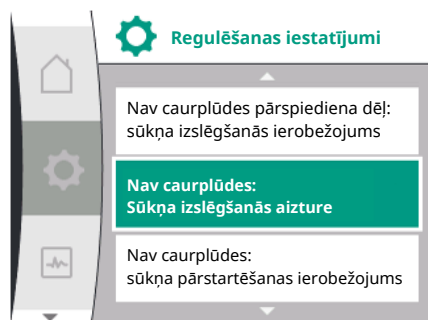 Regulēšanas iestatījumi
Nav caurplūdes pārspiediena dēļ:
sūkņa izslēgšanās ierobežojums
Nav caurplūdes:
Sūkņa izslēgšanās aizture
Nav caurplūdes:
sūkņa pārstartēšanas ierobežojums